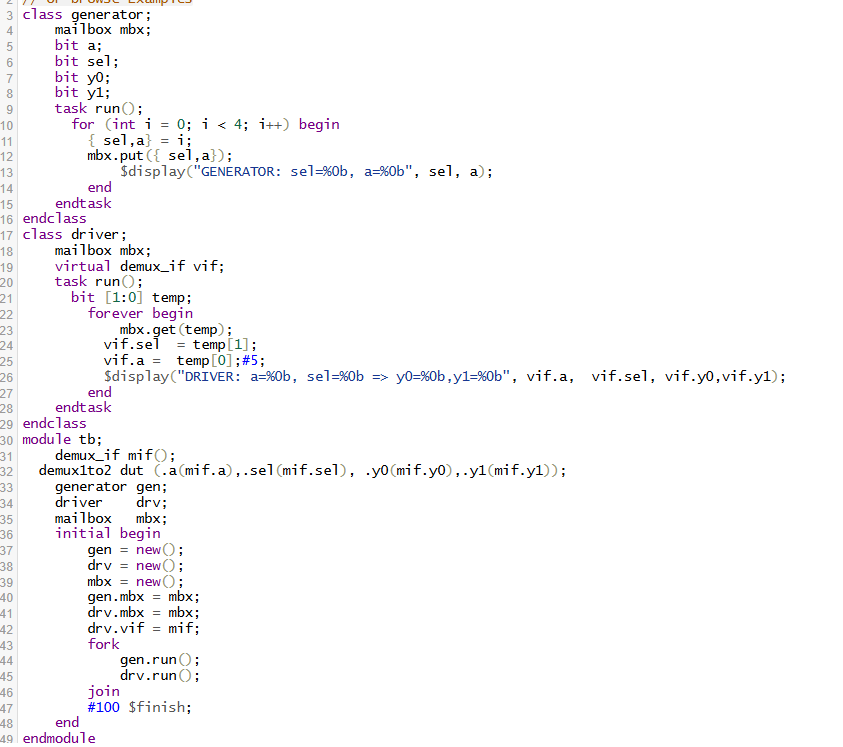 2 // or browse Examples
3 class generator;
4     mailbox mbx;
5     bit a;
6     bit sel;
7     bit y0;
8     bit y1;
9     task run();
10       for (int i = 0; i < 4; i++) begin
11         { sel,a} = i;
12         mbx.put({ sel,a});
13             $display("GENERATOR: sel=%0b, a=%0b", sel, a);
14         end
15     endtask
16 endclass
17 class driver;
18     mailbox mbx;
19     virtual demux_if vif;
20     task run();
21       bit [1:0] temp;
22         forever begin
23             mbx.get(temp);
24           vif.sel  = temp[1];
25           vif.a =  temp[0];#5;
26           $display("DRIVER: a=%0b, sel=%0b => y0=%0b,y1=%0b", vif.a,  vif.sel, vif.y0,vif.y1);
27         end
28     endtask
29 endclass
30 module tb;
31     demux_if mif();
32   demux1to2 dut (.a(mif.a),.sel(mif.sel), .y0(mif.y0),.y1(mif.y1));
33     generator gen;
34     driver    drv;
35     mailbox   mbx;
36     initial begin
37         gen = new();
38         drv = new();
39         mbx = new();
40         gen.mbx = mbx;
41         drv.mbx = mbx;
42         drv.vif = mif;
43         fork
44             gen.run();
45             drv.run();
46         join
47         #100 $finish;
48     end
49 endmodule